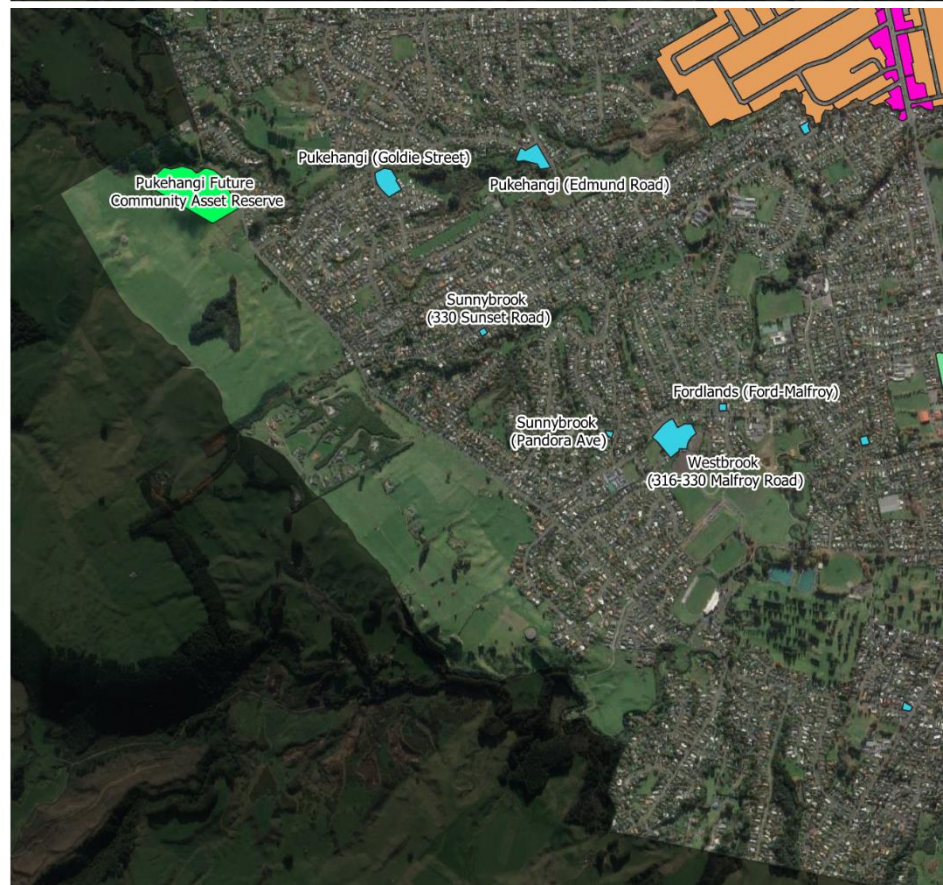 Pukehangi (Goldie Street)
Pukehangi Future
Community Asset Reserve
Pukehangi (Edmund Road)
Sunnybrook
(330 Sunset Road)
Fordlands (Ford-Malfroy)
Sunnybrook
(Pandora Ave)
Westbrook
(316-330 Malfroy Road)